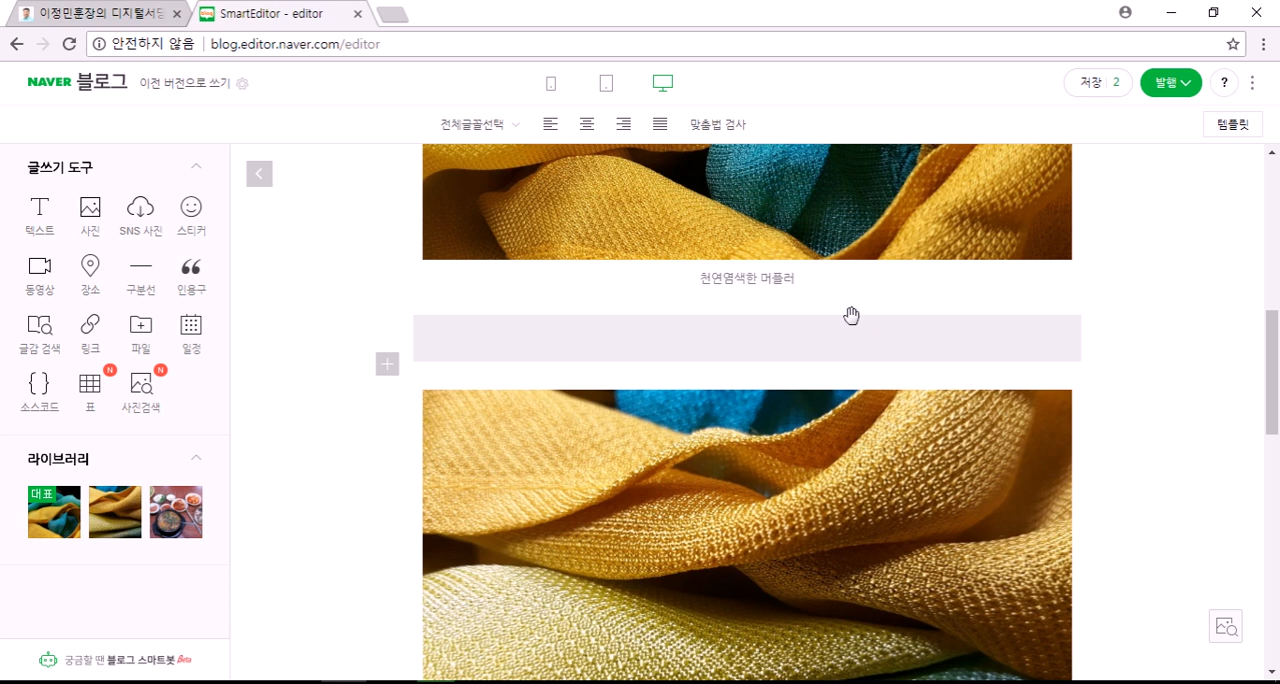 이정민훈장의 디지털서당
SmartEditor - editor
안전하지 않음 blog.editor.naver.com/editor
NAVER 블로그 이전 버전으로 쓰기
저장 2 발행 ?
전체글꼴선택 맞춤법 검사 템플릿
글쓰기 도구
텍스트 사진 SNS 사진 스티커
동영상 장소 구분선 인용구
글감 검색 링크 파일 일정
N N
소스코드 표 사진검색
라이브러리
대표
천연염색한 머플러
궁금할 땐 블로그 스마트봇 Beta